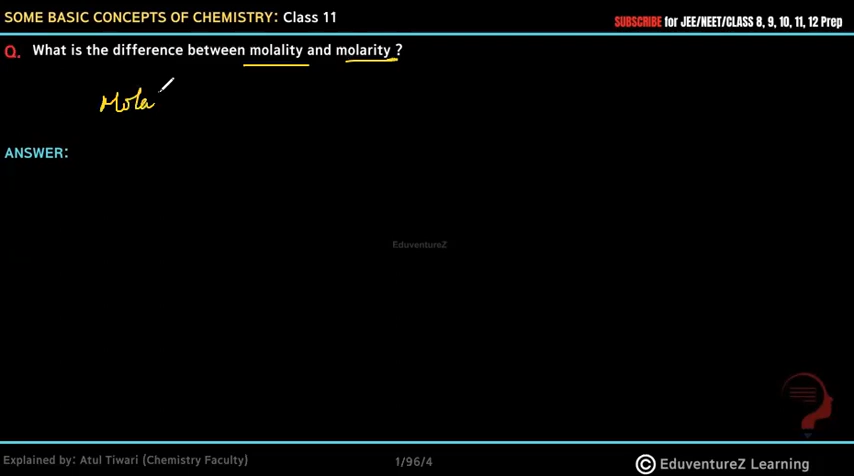 SOME BASIC CONCEPTS OF CHEMISTRY: Class 11
SUBSCRIBE for JEE/NEET/CLASS 8, 9, 10, 11, 12 Prep
Q. What is the difference between molality and molarity ?
Mola
ANSWER:
EduventureZ
Explained by: Atul Tiwari (Chemistry Faculty)
1/96/4
© EduventureZ Learning